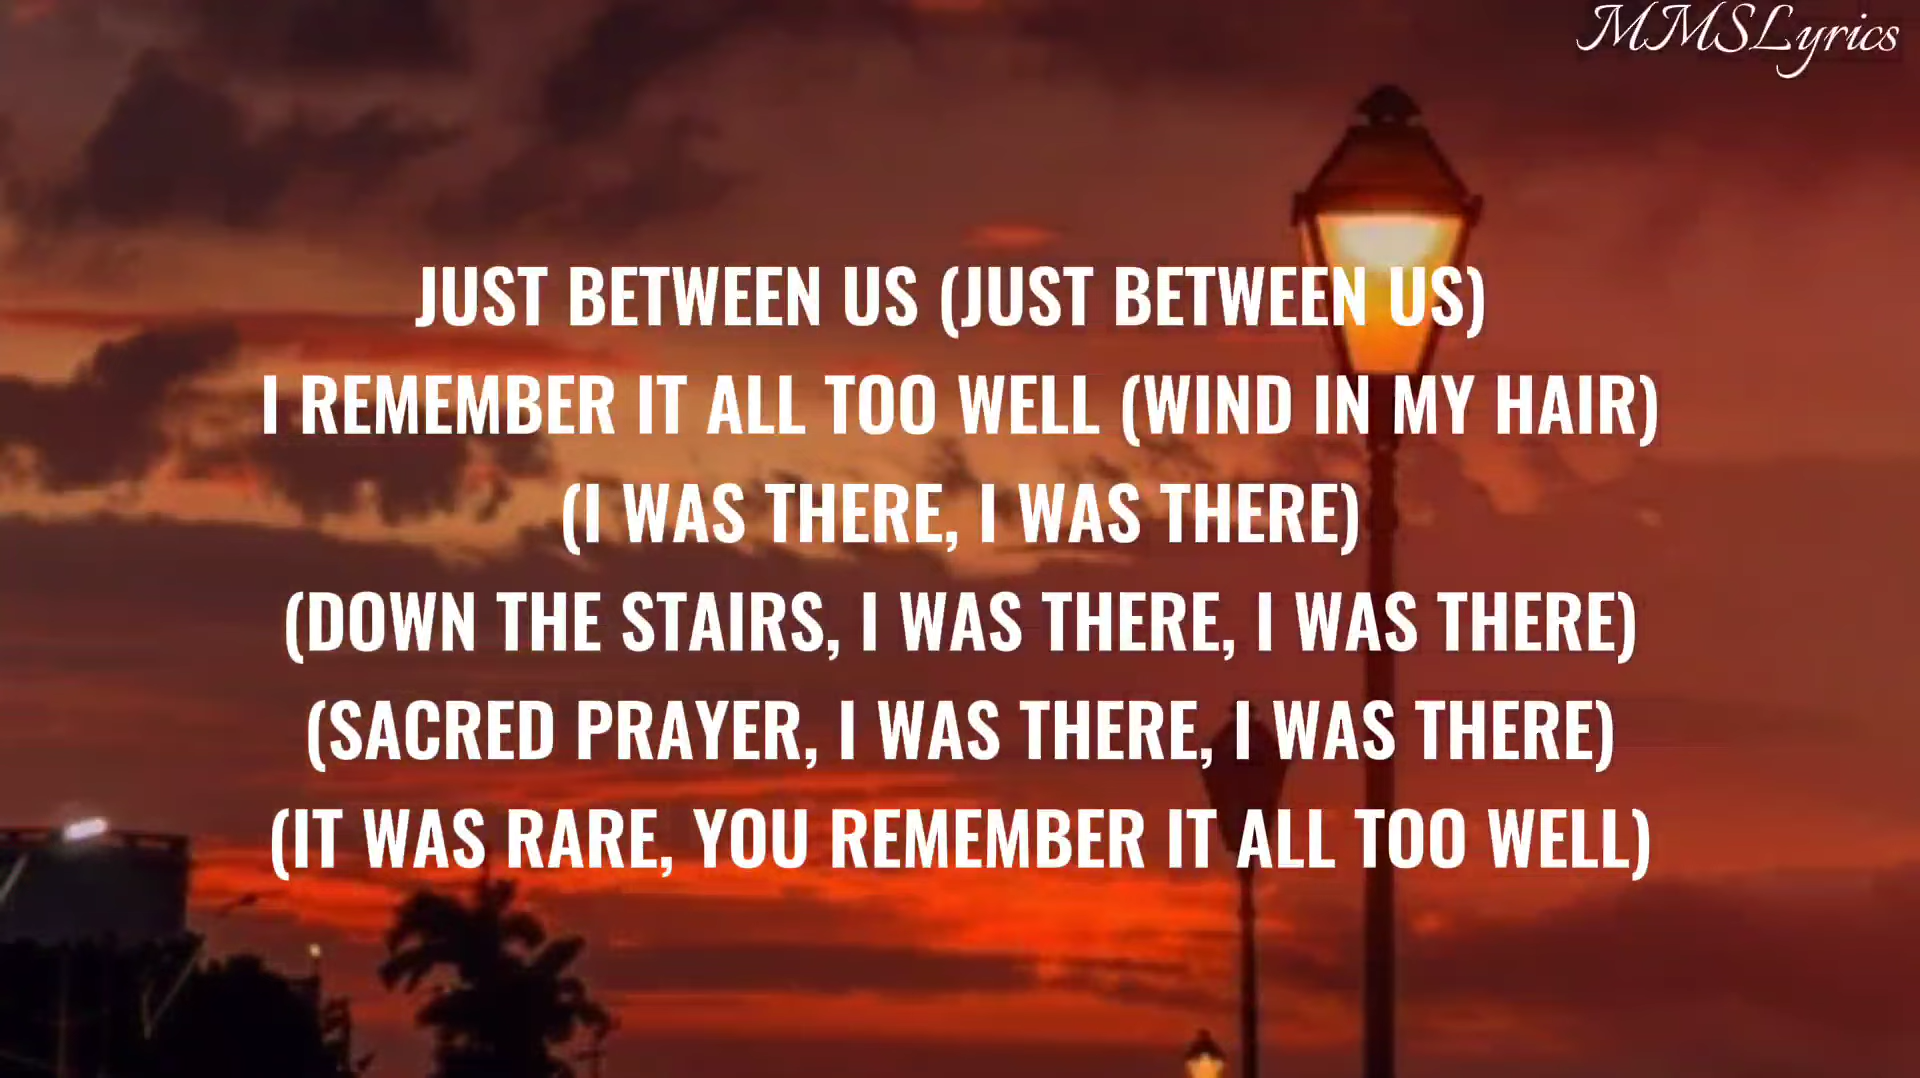 MMSLyrics
JUST BETWEEN US (JUST BETWEEN US)
I REMEMBER IT ALL TOO WELL (WIND IN MY HAIR)
(I WAS THERE, I WAS THERE)
(DOWN THE STAIRS, I WAS THERE, I WAS THERE)
(SACRED PRAYER, I WAS THERE, I WAS THERE)
(IT WAS RARE, YOU REMEMBER IT ALL TOO WELL)